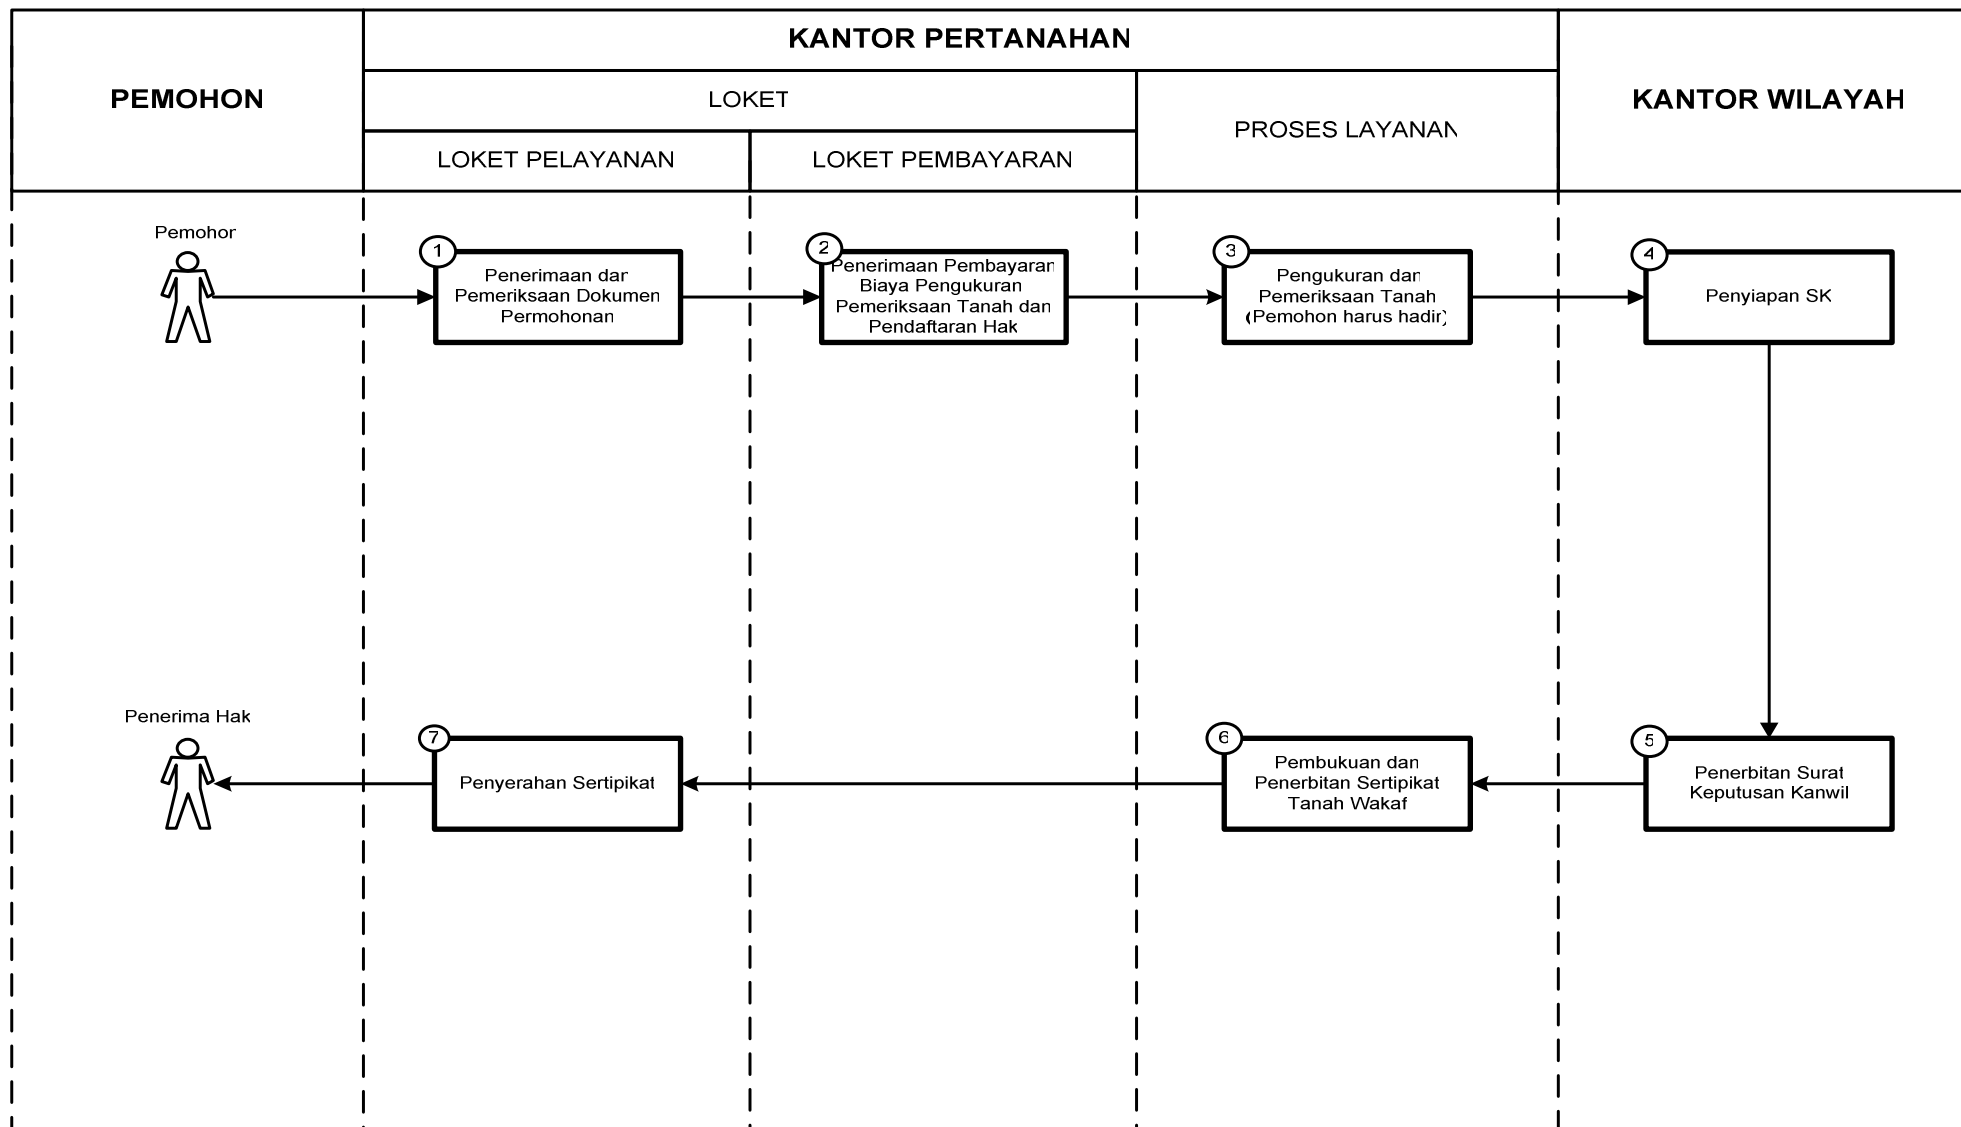 KANTOR PERTANAHAN
PEMOHON
LOKET
KANTOR WILAYAH
PROSES LAYANAN
LOKET PELAYANAN
LOKET PEMBAYARAN
Pemohon
1
Penerimaan dan
Pemeriksaan Dokumen
Permohonan
2
Penerimaan Pembayaran
Biaya Pengukuran
Pemeriksaan Tanah dan
Pendaftaran Hak
3
Pengukuran dan
Pemeriksaan Tanah
(Pemohon harus hadir)
4
Penyiapan SK
Penerima Hak
7
Penyerahan Sertipikat
6
Pembukuan dan
Penerbitan Sertipikat
Tanah Wakaf
5
Penerbitan Surat
Keputusan Kanwil